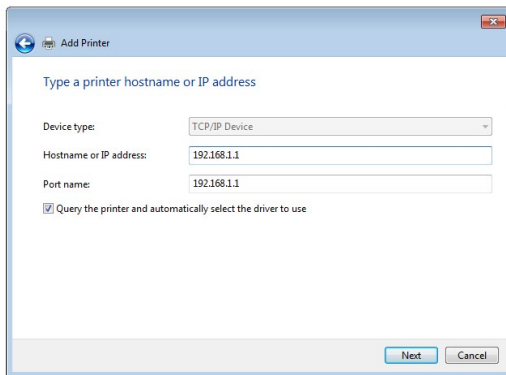 Add Printer
Type a printer hostname or IP address
Device type: TCP/IP Device
Hostname or IP address: 192.168.1.1
Port name: 192.168.1.1
Query the printer and automatically select the driver to use
Next Cancel